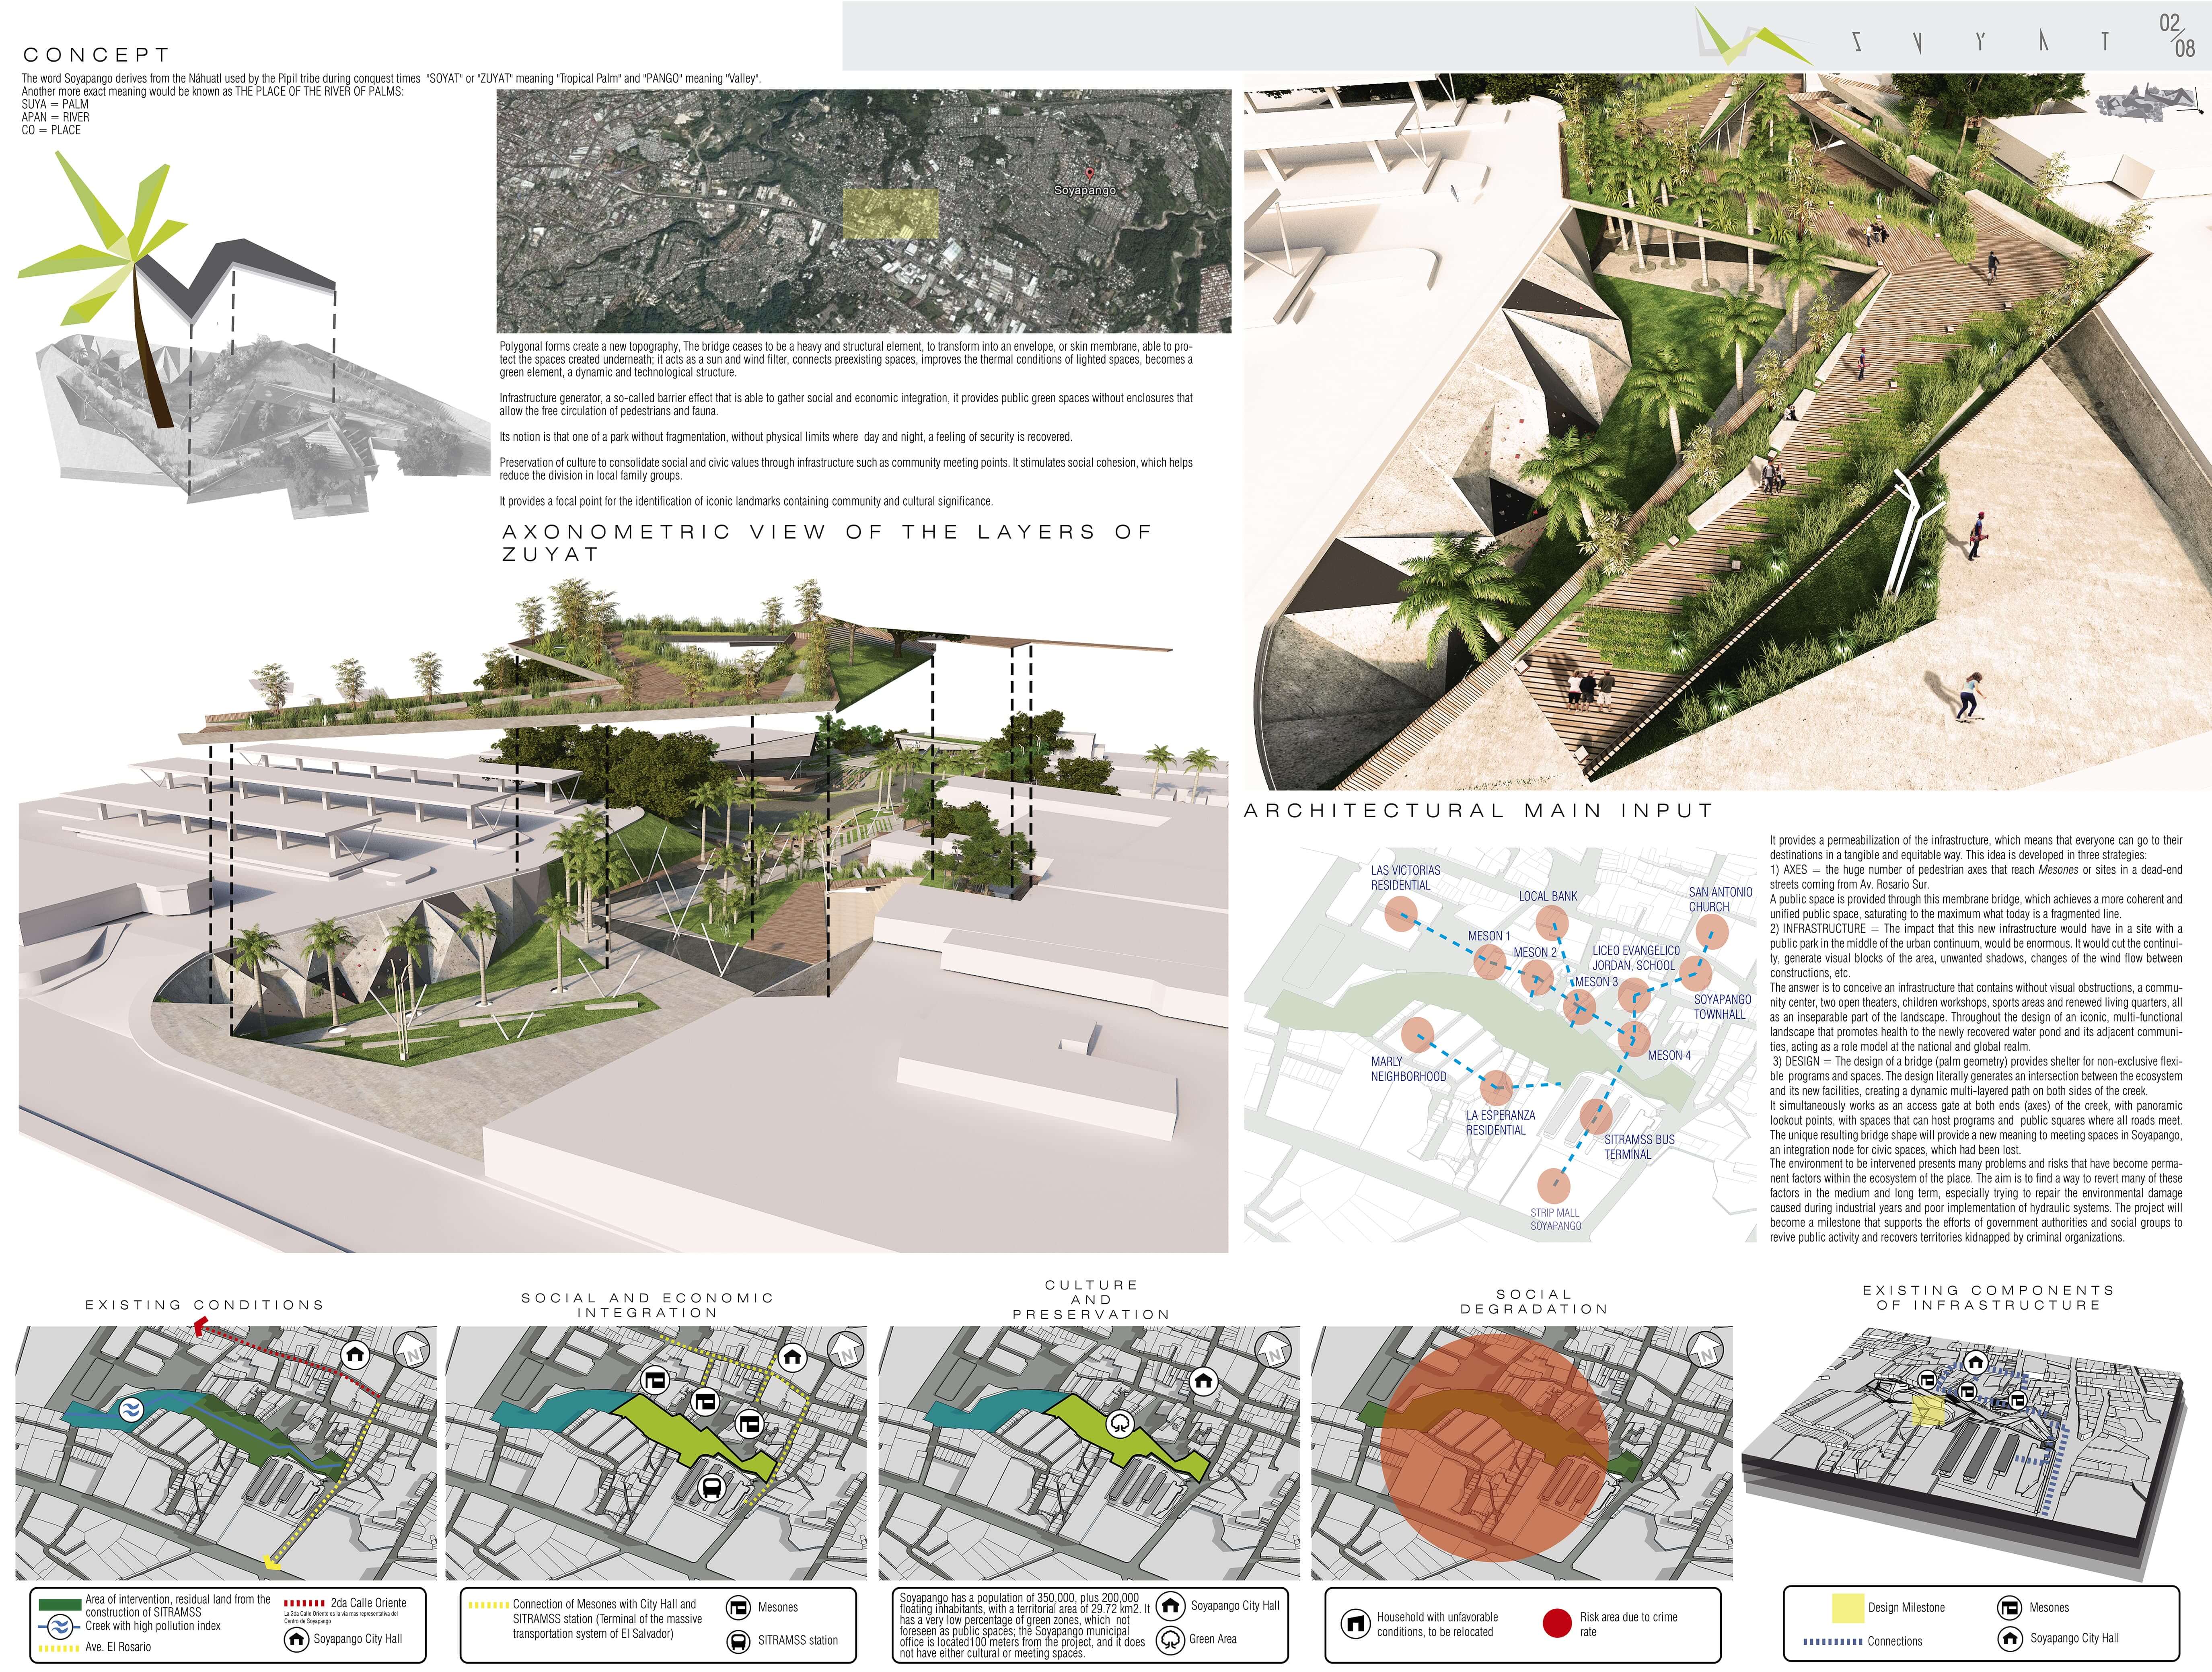 ZUYAT
02/08
CONCEPT
The word Soyapango derives from the Náhuatl used by the Pipil tribe during conquest times "SOYAT" or "ZUYAT" meaning "Tropical Palm" and "PANGO" meaning "Valley".
Another more exact meaning would be known as THE PLACE OF THE RIVER OF PALMS:
SUYA = PALM
APAN = RIVER
CO = PLACE
Soyapango
Polygonal forms create a new topography, The bridge ceases to be a heavy and structural element, to transform into an envelope, or skin membrane, able to pro-
tect the spaces created underneath; it acts as a sun and wind filter, connects preexisting spaces, improves the thermal conditions of lighted spaces, becomes a
green element, a dynamic and technological structure.
Infrastructure generator, a so-called barrier effect that is able to gather social and economic integration, it provides public green spaces without enclosures that
allow the free circulation of pedestrians and fauna.
Its notion is that one of a park without fragmentation, without physical limits where day and night, a feeling of security is recovered.
Preservation of culture to consolidate social and civic values through infrastructure such as community meeting points. It stimulates social cohesion, which helps
reduce the division in local family groups.
It provides a focal point for the identification of iconic landmarks containing community and cultural significance.
AXONOMETRIC VIEW OF THE LAYERS OF
ZUYAT
ARCHITECTURAL MAIN INPUT
LAS VICTORIAS
RESIDENTIAL
LOCAL BANK
SAN ANTONIO
CHURCH
MESON 1
MESON 2
LICEO EVANGELICO
JORDAN, SCHOOL
MESON 3
SOYAPANGO
TOWNHALL
MESON 4
MARLY
NEIGHBORHOOD
LA ESPERANZA
RESIDENTIAL
SITRAMSS BUS
TERMINAL
STRIP MALL
SOYAPANGO
It provides a permeabilization of the infrastructure, which means that everyone can go to their
destinations in a tangible and equitable way. This idea is developed in three strategies:
1) AXES = the huge number of pedestrian axes that reach Mesones or sites in a dead-end
streets coming from Av. Rosario Sur.
A public space is provided through this membrane bridge, which achieves a more coherent and
unified public space, saturating to the maximum what today is a fragmented line.
2) INFRASTRUCTURE = The impact that this new infrastructure would have in a site with a
public park in the middle of the urban continuum, would be enormous. It would cut the continui-
ty, generate visual blocks of the area, unwanted shadows, changes of the wind flow between
constructions, etc.
The answer is to conceive an infrastructure that contains without visual obstructions, a commu-
nity center, two open theaters, children workshops, sports areas and renewed living quarters, all
as an inseparable part of the landscape. Throughout the design of an iconic, multi-functional
landscape that promotes health to the newly recovered water pond and its adjacent communi-
ties, acting as a role model at the national and global realm.
3) DESIGN = The design of a bridge (palm geometry) provides shelter for non-exclusive flexi-
ble programs and spaces. The design literally generates an intersection between the ecosystem
and its new facilities, creating a dynamic multi-layered path on both sides of the creek.
It simultaneously works as an access gate at both ends (axes) of the creek, with panoramic
lookout points, with spaces that can host programs and public squares where all roads meet.
The unique resulting bridge shape will provide a new meaning to meeting spaces in Soyapango,
an integration node for civic spaces, which had been lost.
The environment to be intervened presents many problems and risks that have become perma-
nent factors within the ecosystem of the place. The aim is to find a way to revert many of these
factors in the medium and long term, especially trying to repair the environmental damage
caused during industrial years and poor implementation of hydraulic systems. The project will
become a milestone that supports the efforts of government authorities and social groups to
revive public activity and recovers territories kidnapped by criminal organizations.
EXISTING CONDITIONS
N
Area of intervention, residual land from the
construction of SITRAMSS
Creek with high pollution index
Ave. El Rosario
2da Calle Oriente
La 2da Calle Oriente es la via mas representativa del
Centro de Soyapango
Soyapango City Hall
SOCIAL AND ECONOMIC
INTEGRATION
N
Connection of Mesones with City Hall and
SITRAMSS station (Terminal of the massive
transportation system of El Salvador)
Mesones
SITRAMSS station
CULTURE
AND
PRESERVATION
N
Soyapango has a population of 350,000, plus 200,000
floating inhabitants, with a territorial area of 29.72 km2. It
has a very low percentage of green zones, which not
foreseen as public spaces; the Soyapango municipal
office is located100 meters from the project, and it does
not have either cultural or meeting spaces.
Soyapango City Hall
Green Area
SOCIAL
DEGRADATION
N
Household with unfavorable
conditions, to be relocated
Risk area due to crime
rate
EXISTING COMPONENTS
OF INFRASTRUCTURE
Design Milestone
Connections
Mesones
Soyapango City Hall